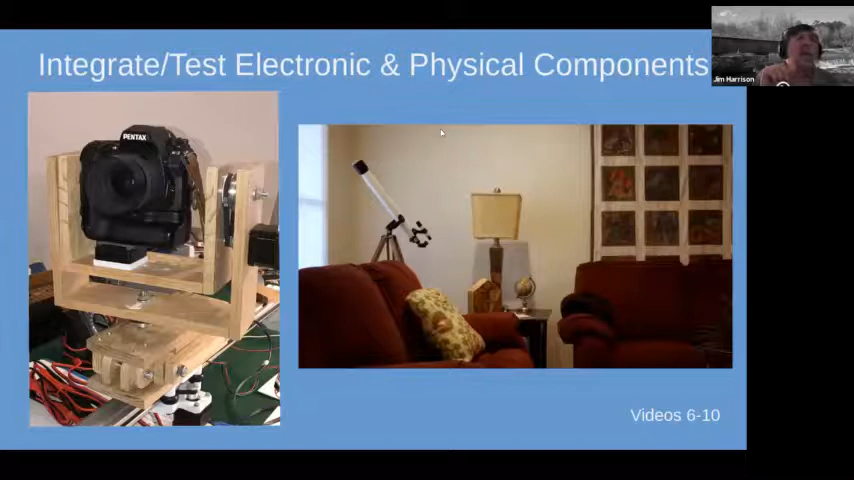 Integrate/Test Electronic & Physical Components
Jim Harrison
PENTAX
Videos 6-10